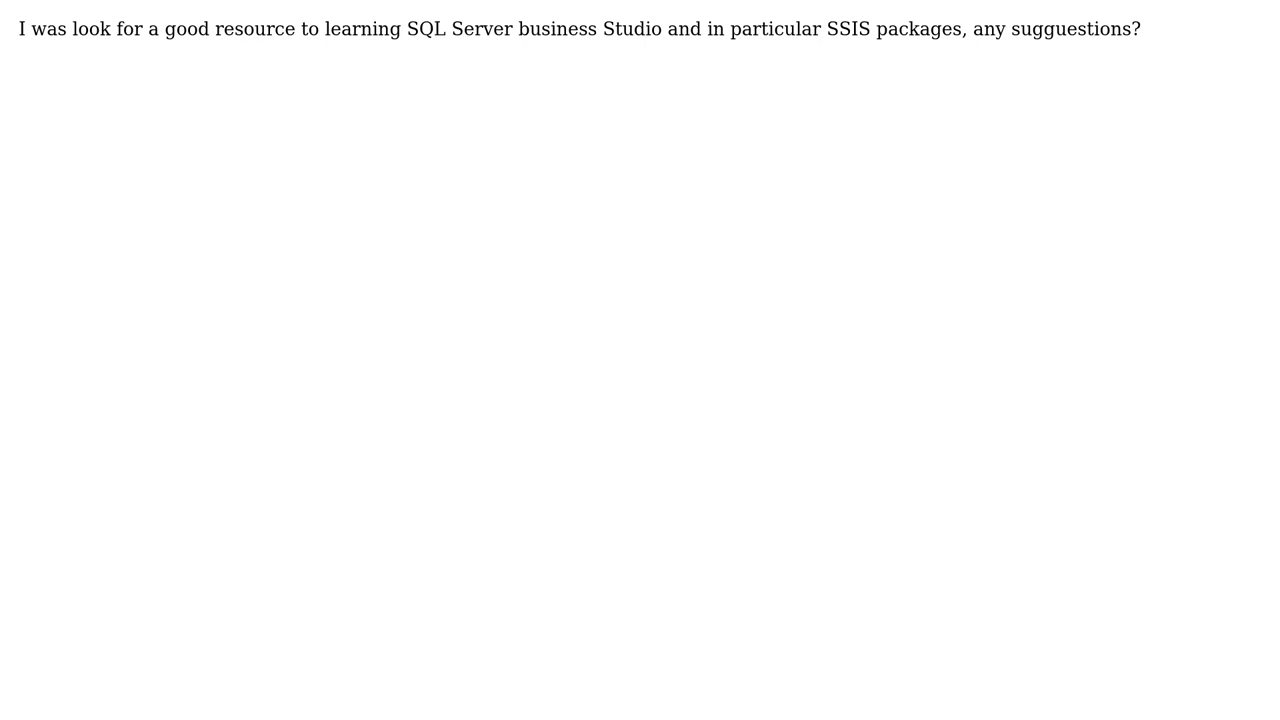 I was look for a good resource to learning SQL Server business Studio and in particular SSIS packages, any sugguestions?